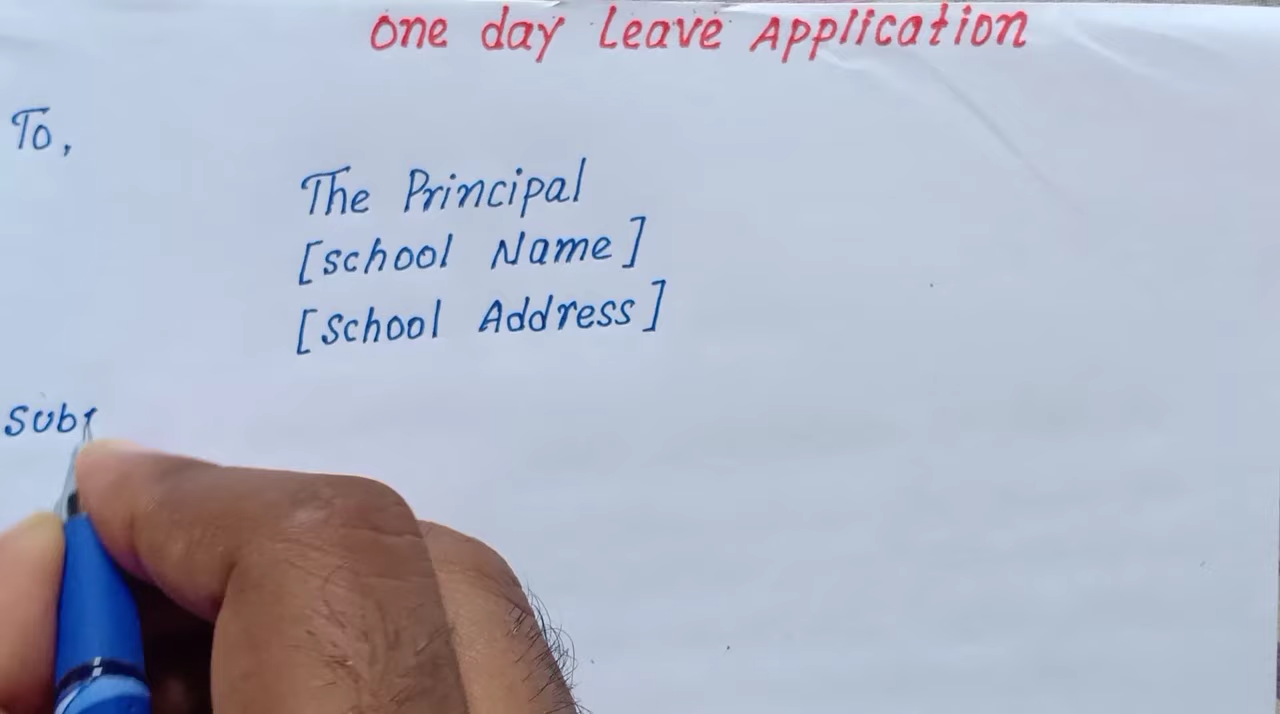 One day Leave Application
To,
The Principal
[School Name]
[School Address]
Sub